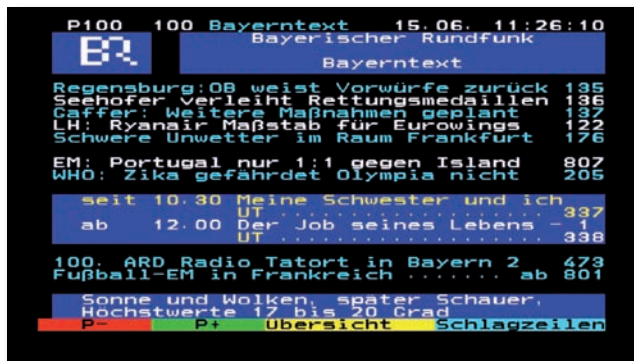 P100 100 Bayerntext 15.06. 11:26:10
BR
Bayerischer Rundfunk
Bayerntext
Regensburg:OB weist Vorwürfe zurück 135
Seehofer verleiht Rettungsmedaillen 136
Gaffer: Weitere Maßnahmen geplant 137
LH: Ryanair Maßstab für Eurowings 122
Schwere Unwetter im Raum Frankfurt 176
EM: Portugal nur 1:1 gegen Island 807
WHO: Zika gefährdet Olympia nicht 205
seit 10.30 Meine Schwester und ich
UT ...................... 337
ab 12.00 Der Job seines Lebens - 1
UT ...................... 338
100. ARD Radio Tatort in Bayern 2 473
Fußball-EM in Frankreich ....... ab 801
Sonne und Wolken, später Schauer,
Höchstwerte 17 bis 20 Grad
P- P+ Übersicht Schlagzeilen